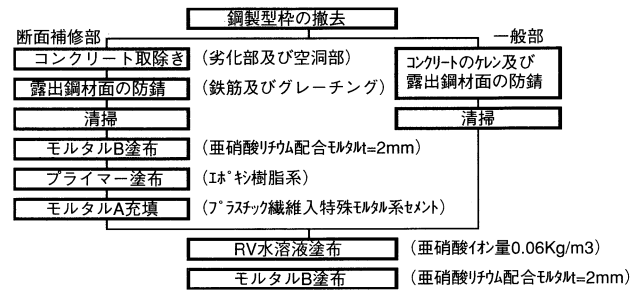 鋼製型枠の撤去
断面補修部
一般部
コンクリート取除き
(劣化部及び空洞部)
ｺﾝｸﾘｰﾄのｹﾚﾝ及び
露出鋼材面の防錆
露出鋼材面の防錆
(鉄筋及びグレーチング)
清掃
清掃
モルタルB塗布
(亜硝酸ﾘﾁｳﾑ配合ﾓﾙﾀﾙt=2mm)
プライマー塗布
(ｴﾎﾟｷｼ樹脂系)
モルタルA充填
(ﾌﾟﾗｽﾁｯｸ繊維入特殊ﾓﾙﾀﾙ系ｾﾒﾝﾄ)
RV水溶液塗布
(亜硝酸ｲｵﾝ量0.06Kg/m3)
モルタルB塗布
(亜硝酸ﾘﾁｳﾑ配合ﾓﾙﾀﾙt=2mm)